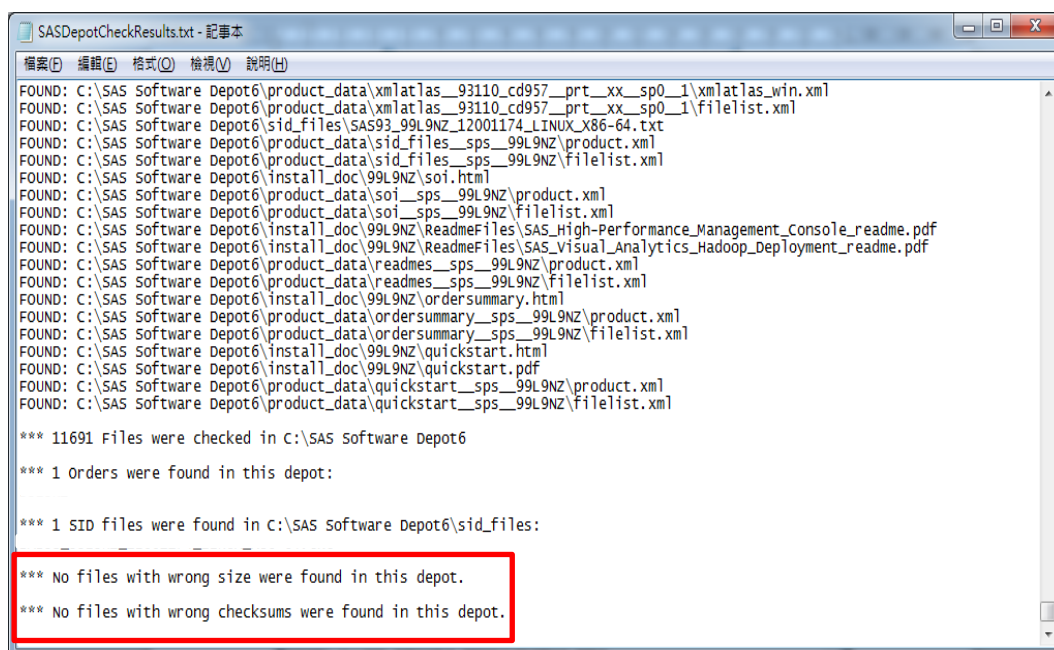 SASDepotCheckResults.txt - 記事本
檔案(F) 編輯(E) 格式(O) 檢視(V) 說明(H)
FOUND: C:\SAS Software Depot6\product_data\xmlatlas__93110_cd957__prt__xx__sp0__1\xmlatlas_win.xml
FOUND: C:\SAS Software Depot6\product_data\xmlatlas__93110_cd957__prt__xx__sp0__1\filelist.xml
FOUND: C:\SAS Software Depot6\sid_files\SAS93_99L9NZ_12001174_LINUX_X86-64.txt
FOUND: C:\SAS Software Depot6\product_data\sid_files__sps__99L9NZ\product.xml
FOUND: C:\SAS Software Depot6\product_data\sid_files__sps__99L9NZ\filelist.xml
FOUND: C:\SAS Software Depot6\install_doc\99L9NZ\soi.html
FOUND: C:\SAS Software Depot6\product_data\soi__sps__99L9NZ\product.xml
FOUND: C:\SAS Software Depot6\product_data\soi__sps__99L9NZ\filelist.xml
FOUND: C:\SAS Software Depot6\install_doc\99L9NZ\ReadmeFiles\SAS_High-Performance_Management_Console_readme.pdf
FOUND: C:\SAS Software Depot6\install_doc\99L9NZ\ReadmeFiles\SAS_Visual_Analytics_Hadoop_Deployment_readme.pdf
FOUND: C:\SAS Software Depot6\product_data\readmes__sps__99L9NZ\product.xml
FOUND: C:\SAS Software Depot6\product_data\readmes__sps__99L9NZ\filelist.xml
FOUND: C:\SAS Software Depot6\install_doc\99L9NZ\ordersummary.html
FOUND: C:\SAS Software Depot6\product_data\ordersummary__sps__99L9NZ\product.xml
FOUND: C:\SAS Software Depot6\product_data\ordersummary__sps__99L9NZ\filelist.xml
FOUND: C:\SAS Software Depot6\install_doc\99L9NZ\quickstart.html
FOUND: C:\SAS Software Depot6\install_doc\99L9NZ\quickstart.pdf
FOUND: C:\SAS Software Depot6\product_data\quickstart__sps__99L9NZ\product.xml
FOUND: C:\SAS Software Depot6\product_data\quickstart__sps__99L9NZ\filelist.xml
*** 11691 Files were checked in C:\SAS Software Depot6
*** 1 Orders were found in this depot:
*** 1 SID files were found in C:\SAS Software Depot6\sid_files:
*** No files with wrong size were found in this depot.
*** No files with wrong checksums were found in this depot.